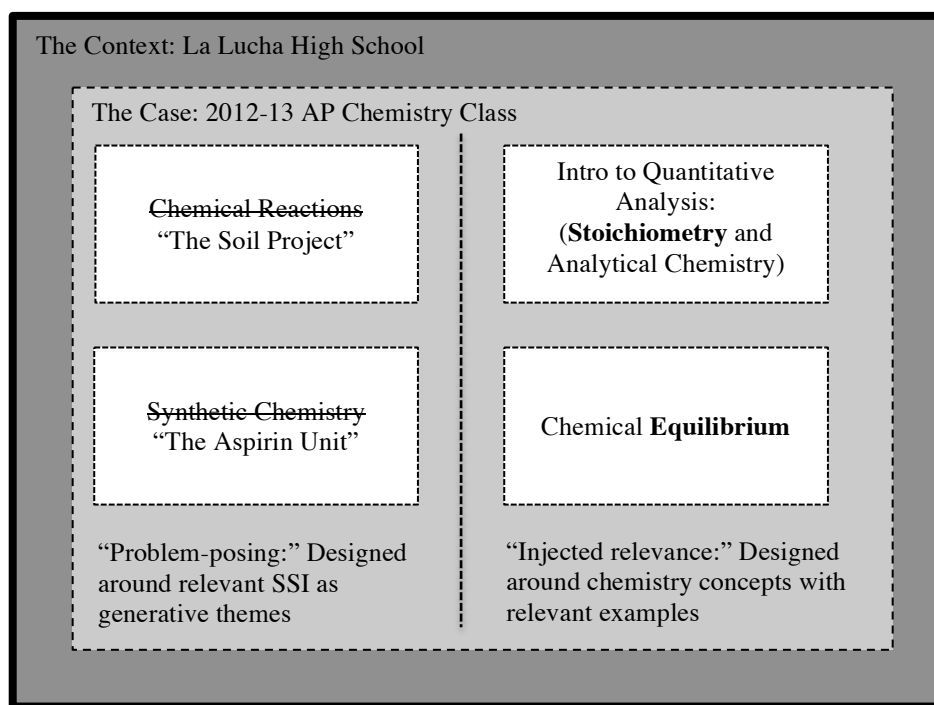 The Context: La Lucha High School
The Case: 2012-13 AP Chemistry Class
Chemical Reactions
“The Soil Project”
Synthetic Chemistry
“The Aspirin Unit”
“Problem-posing:” Designed
around relevant SSI as
generative themes
Intro to Quantitative
Analysis:
(Stoichiometry and
Analytical Chemistry)
Chemical Equilibrium
“Injected relevance:” Designed
around chemistry concepts with
relevant examples